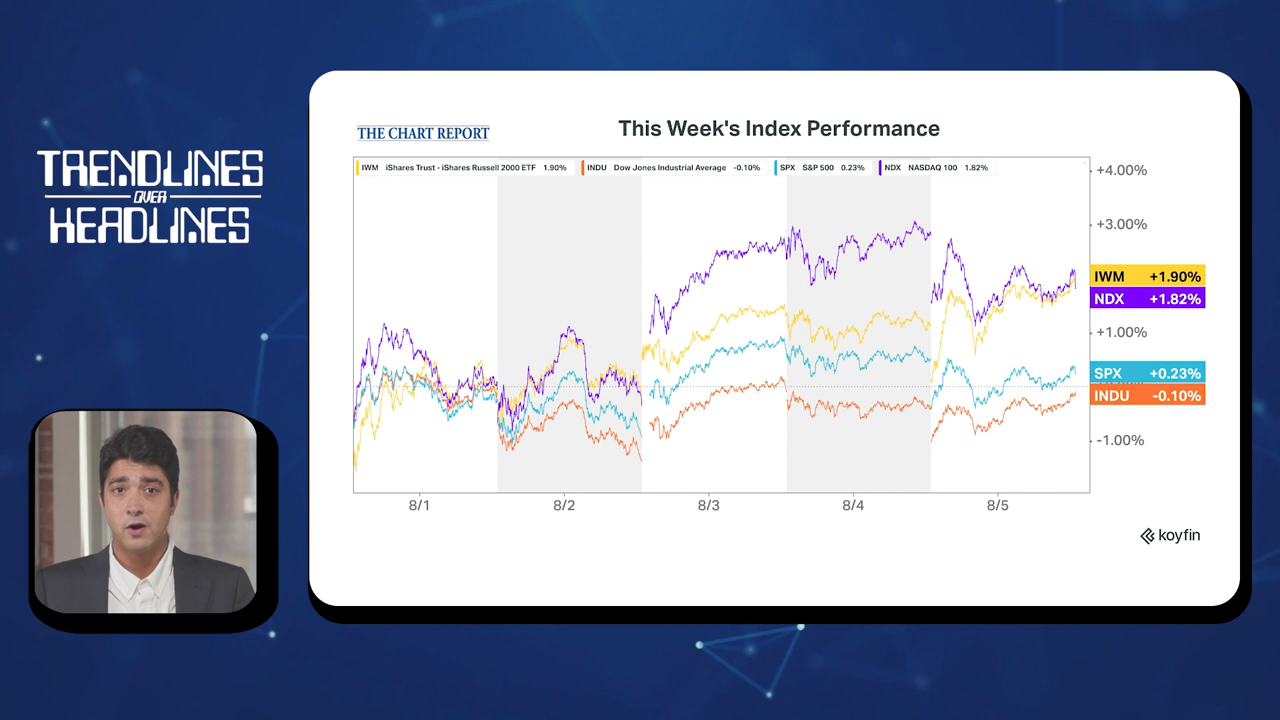 TRENDLINES
OVER
HEADLINES
THE CHART REPORT
This Week's Index Performance
IWM iShares Trust - iShares Russell 2000 ETF 1.90% INDU Dow Jones Industrial Average -0.10% SPX S&P 500 0.23% NDX NASDAQ 100 1.82%
+4.00%
+3.00%
IWM +1.90%
NDX +1.82%
+1.00%
SPX +0.23%
INDU -0.10%
-1.00%
8/1 8/2 8/3 8/4 8/5
koyfin